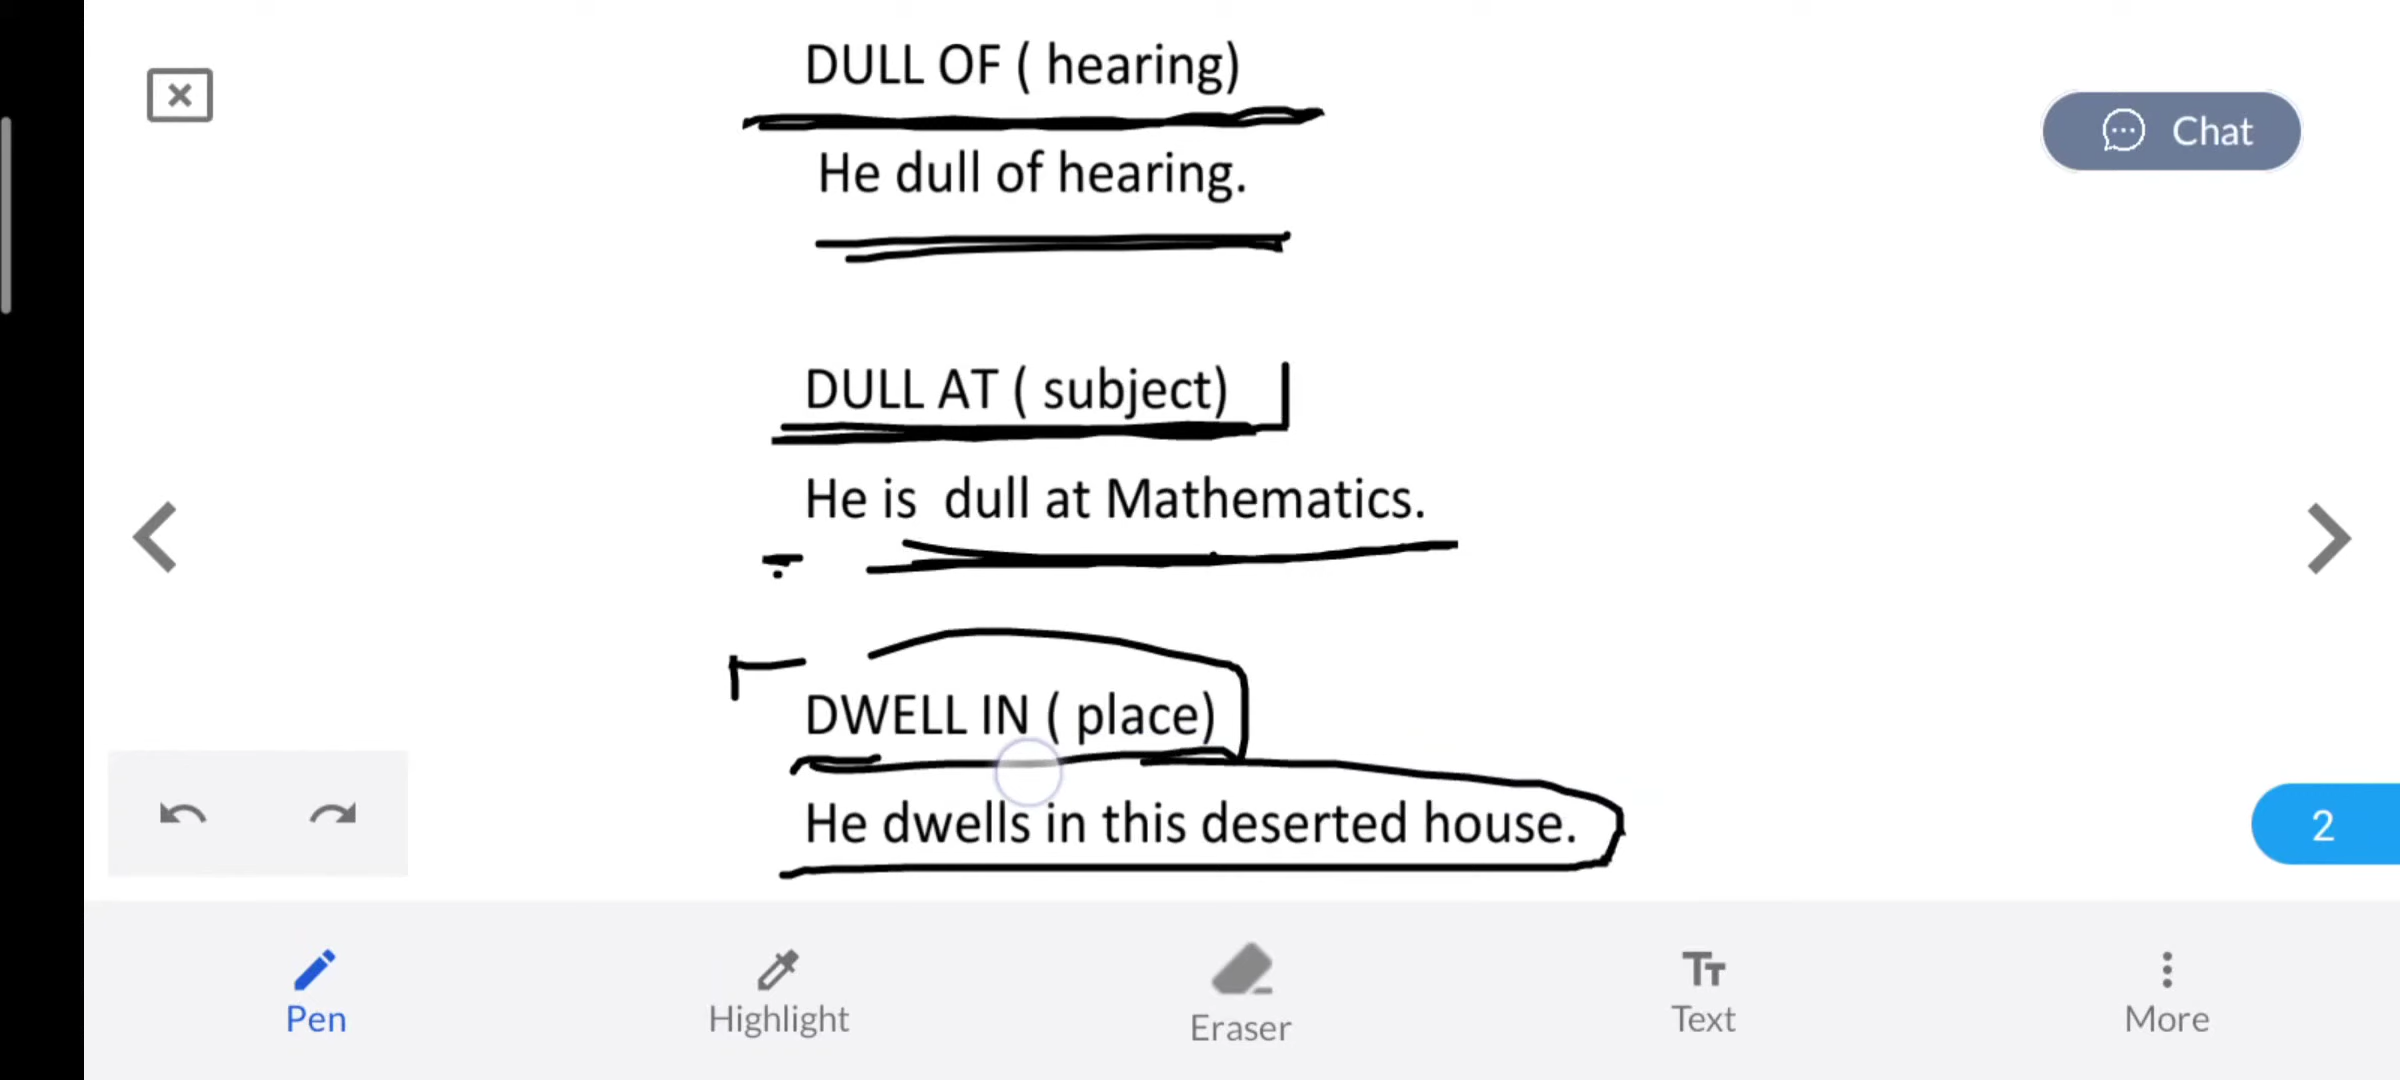 DULL OF ( hearing)
Chat
He dull of hearing.
DULL AT ( subject)
He is  dull at Mathematics.
DWELL IN ( place)
He dwells in this deserted house.
2
Pen
Highlight
Eraser
Text
More